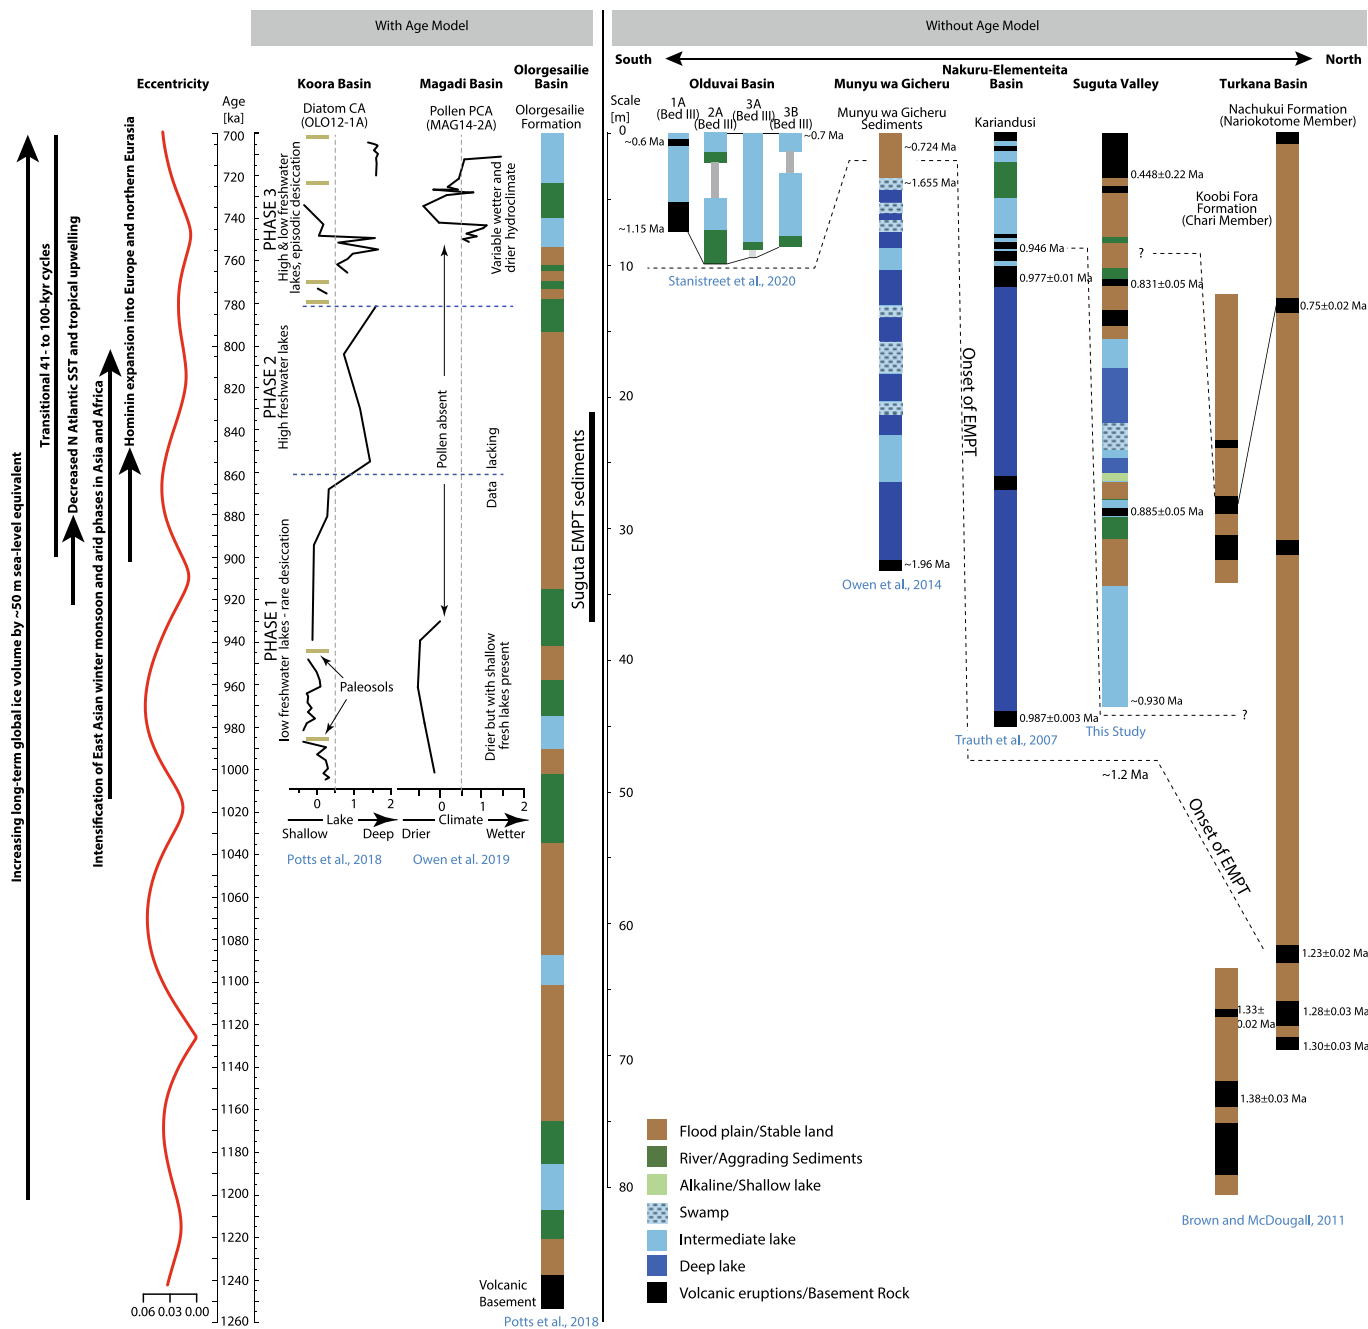 With Age Model
Without Age Model
South
North
Eccentricity
Age
[ka]
Koora Basin
Diatom CA
(OLO12-1A)
Magadi Basin
Pollen PCA
(MAG14-2A)
Olorgesailie
Basin
Olorgesailie
Formation
Scale
[m]
Olduvai Basin
1A
(Bed III)
2A
(Bed III)
3A
(Bed III)
3B
(Bed III)
Munyu wa Gicheru
Munyu wa Gicheru
Sediments
Nakuru-Elementeita
Basin
Kariandusi
Suguta Valley
Turkana Basin
Nachukui Formation
(Nariokotome Member)
Koobi Fora
Formation
(Chari Member)
Increasing long-term global ice volume by ~50 m sea-level equivalent
Transitional 41- to 100-kyr cycles
Decreased N Atlantic SST and tropical upwelling
Intensification of East Asian winter monsoon and arid phases in Asia and Africa
Hominin expansion into Europe and northern Eurasia
0.06 0.03 0.00
700
720
740
760
780
800
820
840
860
880
900
920
940
960
980
1000
1020
1040
1060
1080
1100
1120
1140
1160
1180
1200
1220
1240
1260
PHASE 3
High & low freshwater
lakes, episodic desiccation
PHASE 2
High freshwater lakes
PHASE 1
low freshwater lakes - rare desiccation
Paleosols
0 1 2
Lake
Shallow Deep
Potts et al., 2018
Variable wetter and
drier hydroclimate
Pollen absent
Data lacking
Drier but with shallow
fresh lakes present
0 1 2
Climate
Drier Wetter
Owen et al. 2019
Volcanic
Basement
Potts et al., 2018
Suguta EMPT sediments
0
10
20
30
40
50
60
70
80
~0.6 Ma
~1.15 Ma
~0.7 Ma
Stanistreet et al., 2020
~0.724 Ma
~1.655 Ma
~1.96 Ma
Owen et al., 2014
Onset of EMPT
0.946 Ma
0.977±0.01 Ma
0.987±0.003 Ma
Trauth et al., 2007
0.448±0.22 Ma
0.831±0.05 Ma
0.885±0.05 Ma
~0.930 Ma
This Study
?
?
~1.2 Ma
Onset of EMPT
0.75±0.02 Ma
1.23±0.02 Ma
1.28±0.03 Ma
1.30±0.03 Ma
1.33±
0.02 Ma
1.38±0.03 Ma
Brown and McDougall, 2011
Flood plain/Stable land
River/Aggrading Sediments
Alkaline/Shallow lake
Swamp
Intermediate lake
Deep lake
Volcanic eruptions/Basement Rock